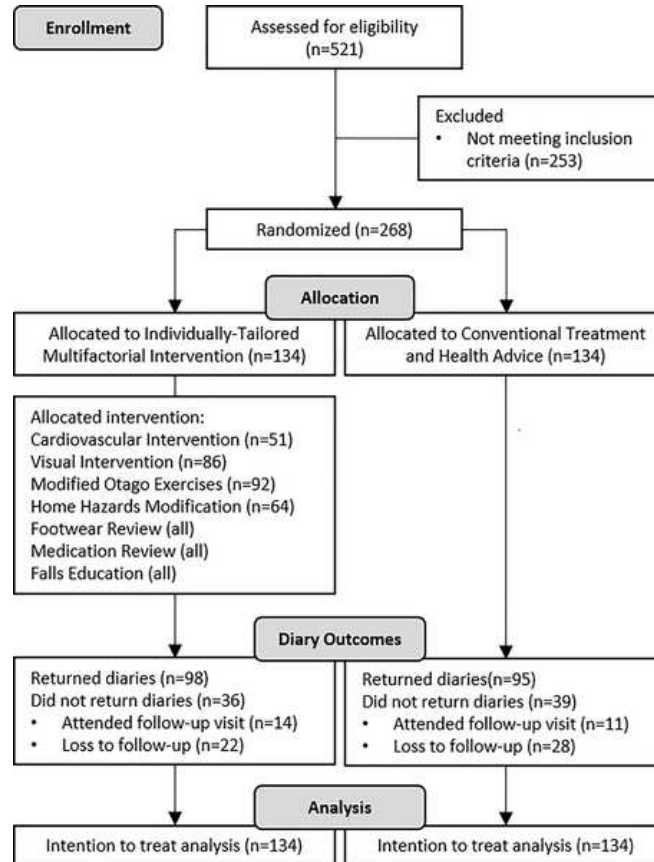 Enrollment
Assessed for eligibility
(n=521)
Excluded
• Not meeting inclusion
criteria (n=253)
Randomized (n=268)
Allocation
Allocated to Individually-Tailored
Multifactorial Intervention (n=134)
Allocated to Conventional Treatment
and Health Advice (n=134)
Allocated intervention:
Cardiovascular Intervention (n=51)
Visual Intervention (n=86)
Modified Otago Exercises (n=92)
Home Hazards Modification (n=64)
Footwear Review (all)
Medication Review (all)
Falls Education (all)
Diary Outcomes
Returned diaries (n=98)
Did not return diaries (n=36)
• Attended follow-up visit (n=14)
• Loss to follow-up (n=22)
Returned diaries(n=95)
Did not return diaries (n=39)
• Attended follow-up visit (n=11)
• Loss to follow-up (n=28)
Analysis
Intention to treat analysis (n=134)
Intention to treat analysis (n=134)